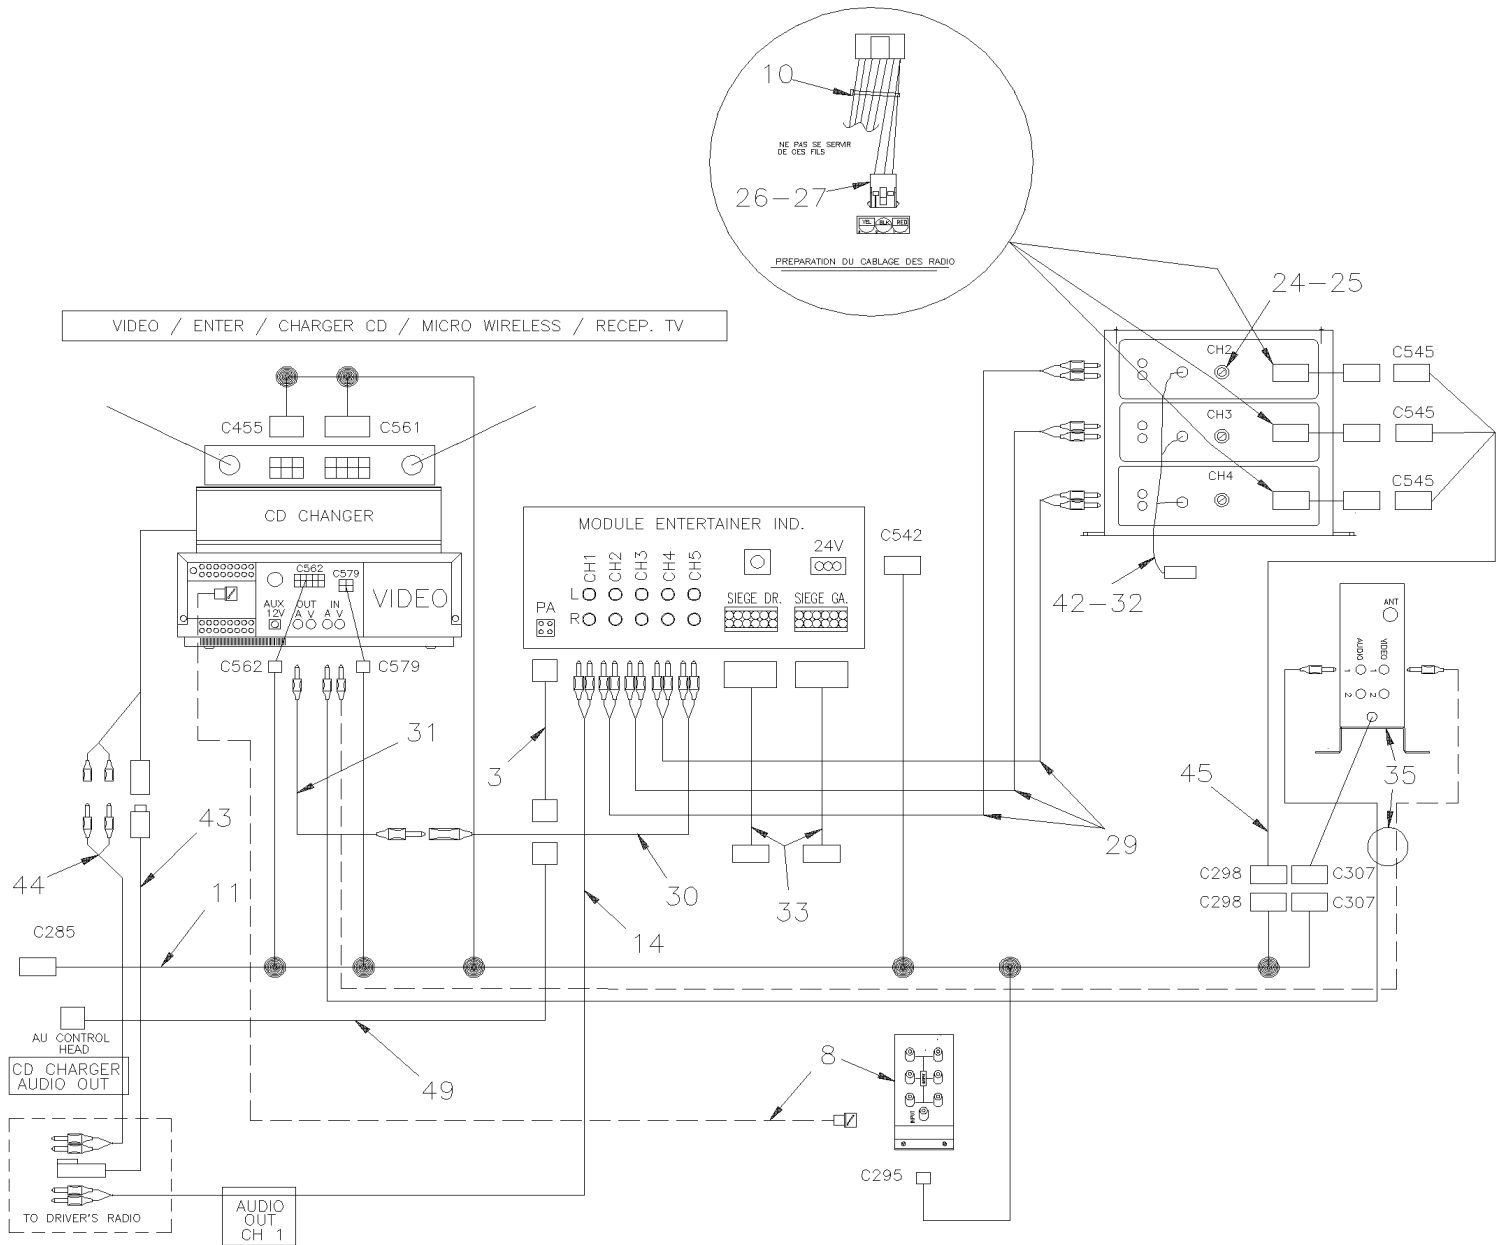 10
NE PAS SE SERVIR
DE CES FILS
26-27
YEL BLK RED
PREPARATION DU CABLAGE DES RADIO
24-25
VIDEO / ENTER / CHARGER CD / MICRO WIRELESS / RECEP. TV
C455
C561
CH2
C545
CH3
C545
CH4
C545
CD CHANGER
MODULE ENTERTAINER IND.
24V
C542
CH1
CH2
CH3
CH4
CH5
L
R
PA
SIEGE DR.
SIEGE GA.
C562
C579
AUX
12V
OUT
A V
IN
A V
VIDEO
C562
C579
42-32
ANT
AUDIO
VIDEO
1
1
2
2
31
3
45
35
43
44
11
30
33
29
14
C298
C307
C298
C307
C285
AU CONTROL
HEAD
CD CHARGER
AUDIO OUT
49
8
INPUT
C295
TO DRIVER'S RADIO
AUDIO
OUT
CH 1